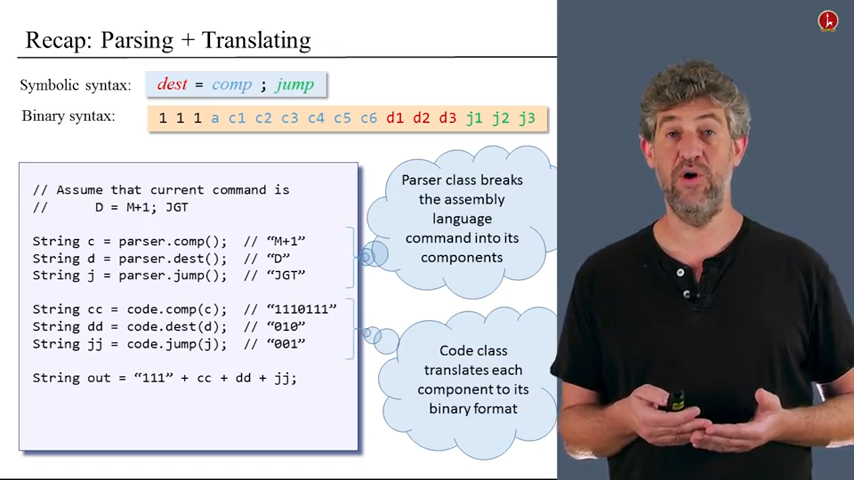 Recap: Parsing + Translating
Symbolic syntax: dest = comp ; jump
Binary syntax: 1 1 1 a c1 c2 c3 c4 c5 c6 d1 d2 d3 j1 j2 j3
// Assume that current command is
// D = M+1; JGT
String c = parser.comp(); // “M+1”
String d = parser.dest(); // “D”
String j = parser.jump(); // “JGT”
String cc = code.comp(c); // “1110111”
String dd = code.dest(d); // “010”
String jj = code.jump(j); // “001”
String out = “111” + cc + dd + jj;
Parser class breaks
the assembly
language
command into its
components
Code class
translates each
component to its
binary format